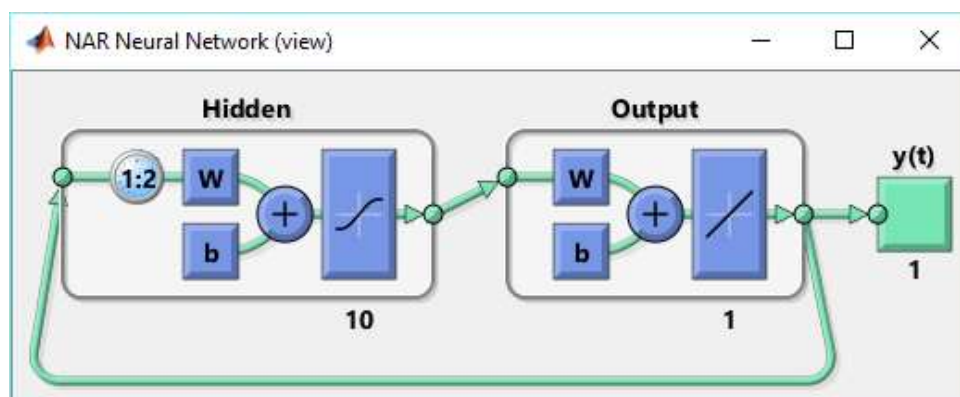 NAR Neural Network (view)
Hidden
Output
y(t)
1:2
W
b
+
10
W
b
+
1
1